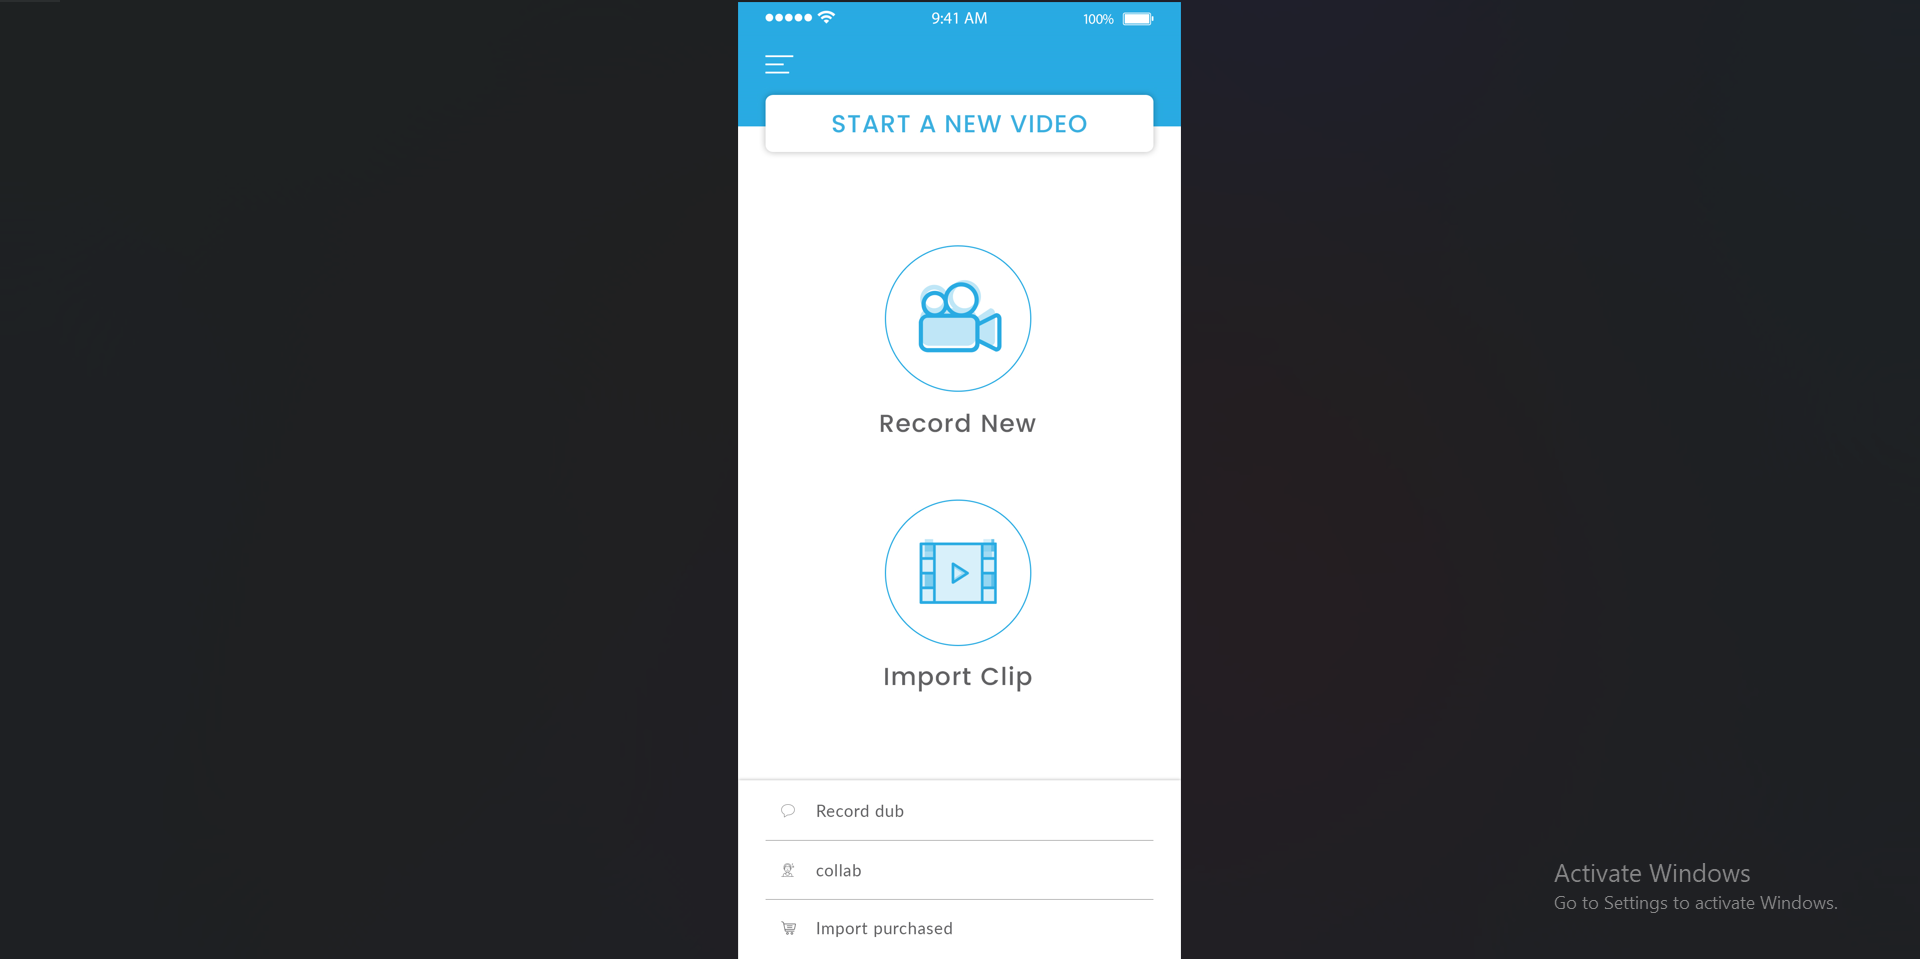 9:41 AM
100%
START A NEW VIDEO
Record New
Import Clip
Record dub
collab
Import purchased
Activate Windows
Go to Settings to activate Windows.